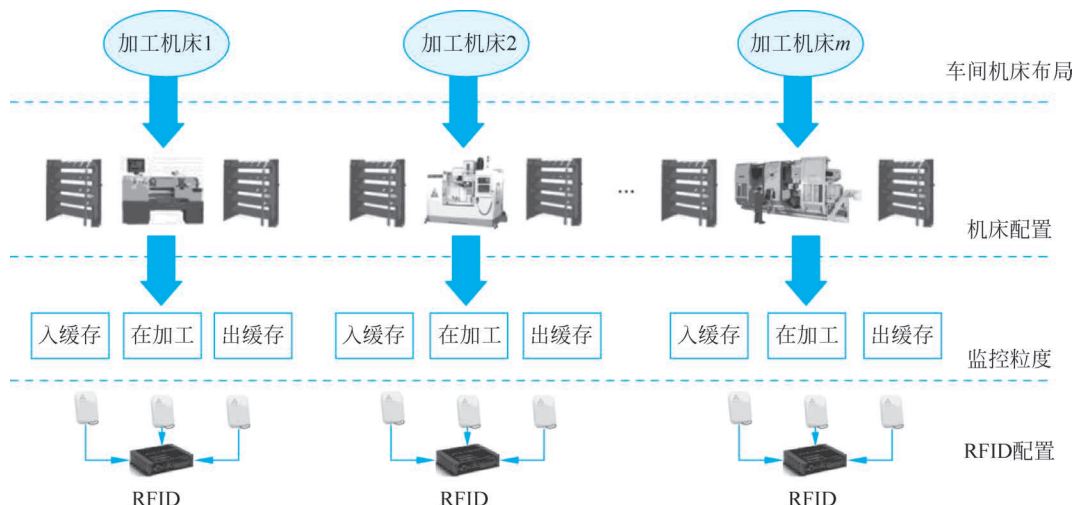 加工机床1
加工机床2
加工机床m
车间机床布局
...
机床配置
入缓存 在加工 出缓存
入缓存 在加工 出缓存
入缓存 在加工 出缓存
监控粒度
RFID配置
RFID
RFID
RFID